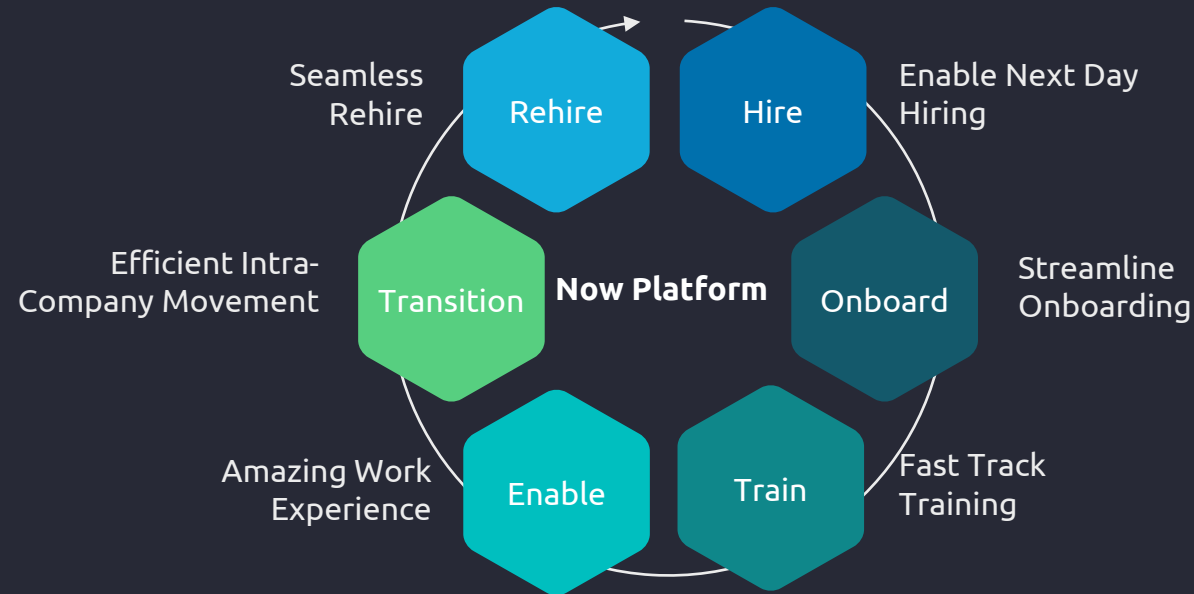 Seamless
Rehire
Rehire
Hire
Enable Next Day
Hiring
Efficient Intra-
Company Movement
Transition
Now Platform
Onboard
Streamline
Onboarding
Amazing Work
Experience
Enable
Train
Fast Track
Training